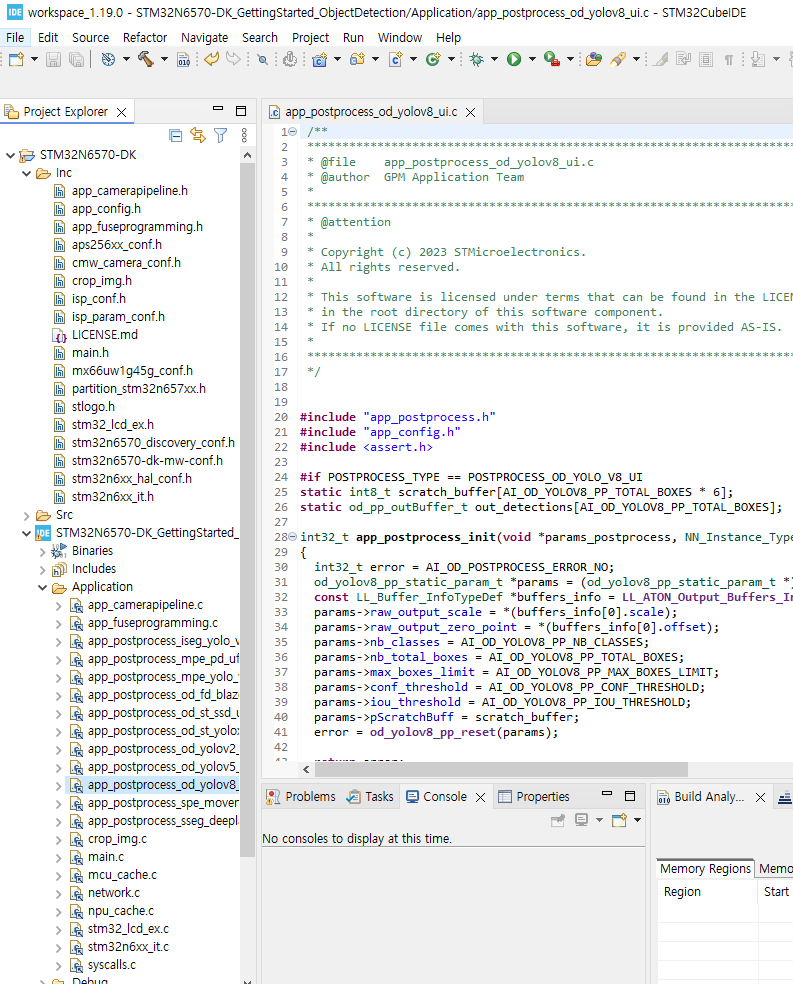 IDE workspace_1.19.0 - STM32N6570-DK_GettingStarted_ObjectDetection/Application/app_postprocess_od_yolov8_ui.c - STM32CubeIDE
File Edit Source Refactor Navigate Search Project Run Window Help
Project Explorer
STM32N6570-DK
Inc
app_camerapipeline.h
app_config.h
app_fuseprogramming.h
aps256xx_conf.h
cmw_camera_conf.h
crop_img.h
isp_conf.h
isp_param_conf.h
LICENSE.md
main.h
mx66uw1g45g_conf.h
partition_stm32n657xx.h
stlogo.h
stm32_lcd_ex.h
stm32n6570_discovery_conf.h
stm32n6570-dk-mw-conf.h
stm32n6xx_hal_conf.h
stm32n6xx_it.h
Src
IDE STM32N6570-DK_GettingStarted_
Binaries
Includes
Application
app_camerapipeline.c
app_fuseprogramming.c
app_postprocess_iseg_yolo_v
app_postprocess_mpe_pd_uf
app_postprocess_mpe_yolo_
app_postprocess_od_fd_blaz
app_postprocess_od_st_ssd_u
app_postprocess_od_st_yolo
app_postprocess_od_yolov2_
app_postprocess_od_yolov5_
app_postprocess_od_yolov8_
app_postprocess_spe_mover
app_postprocess_sseg_deepl
crop_img.c
main.c
mcu_cache.c
network.c
npu_cache.c
stm32_lcd_ex.c
stm32n6xx_it.c
syscalls.c
Debug
app_postprocess_od_yolov8_ui.c
1 /**
2 ******************************************************************
3 * @file    app_postprocess_od_yolov8_ui.c
4 * @author  GPM Application Team
5 *
6 ******************************************************************
7 * @attention
8 *
9 * Copyright (c) 2023 STMicroelectronics.
10 * All rights reserved.
11 *
12 * This software is licensed under terms that can be found in the LICEN
13 * in the root directory of this software component.
14 * If no LICENSE file comes with this software, it is provided AS-IS.
15 *
16 ******************************************************************
17 */
18
19
20 #include "app_postprocess.h"
21 #include "app_config.h"
22 #include <assert.h>
23
24 #if POSTPROCESS_TYPE == POSTPROCESS_OD_YOLO_V8_UI
25 static int8_t scratch_buffer[AI_OD_YOLOV8_PP_TOTAL_BOXES * 6];
26 static od_pp_outBuffer_t out_detections[AI_OD_YOLOV8_PP_TOTAL_BOXES];
27
28 int32_t app_postprocess_init(void *params_postprocess, NN_Instance_Type
29 {
30   int32_t error = AI_OD_POSTPROCESS_ERROR_NO;
31   od_yolov8_pp_static_param_t *params = (od_yolov8_pp_static_param_t *)
32   const LL_Buffer_InfoTypeDef *buffers_info = LL_ATON_Output_Buffers_In
33   params->raw_output_scale = *(buffers_info[0].scale);
34   params->raw_output_zero_point = *(buffers_info[0].offset);
35   params->nb_classes = AI_OD_YOLOV8_PP_NB_CLASSES;
36   params->nb_total_boxes = AI_OD_YOLOV8_PP_TOTAL_BOXES;
37   params->max_boxes_limit = AI_OD_YOLOV8_PP_MAX_BOXES_LIMIT;
38   params->conf_threshold = AI_OD_YOLOV8_PP_CONF_THRESHOLD;
39   params->iou_threshold = AI_OD_YOLOV8_PP_IOU_THRESHOLD;
40   params->pScratchBuff = scratch_buffer;
41   error = od_yolov8_pp_reset(params);
42
Problems Tasks Console Properties
No consoles to display at this time.
Build Analy...
Memory Regions Memo
Region Start